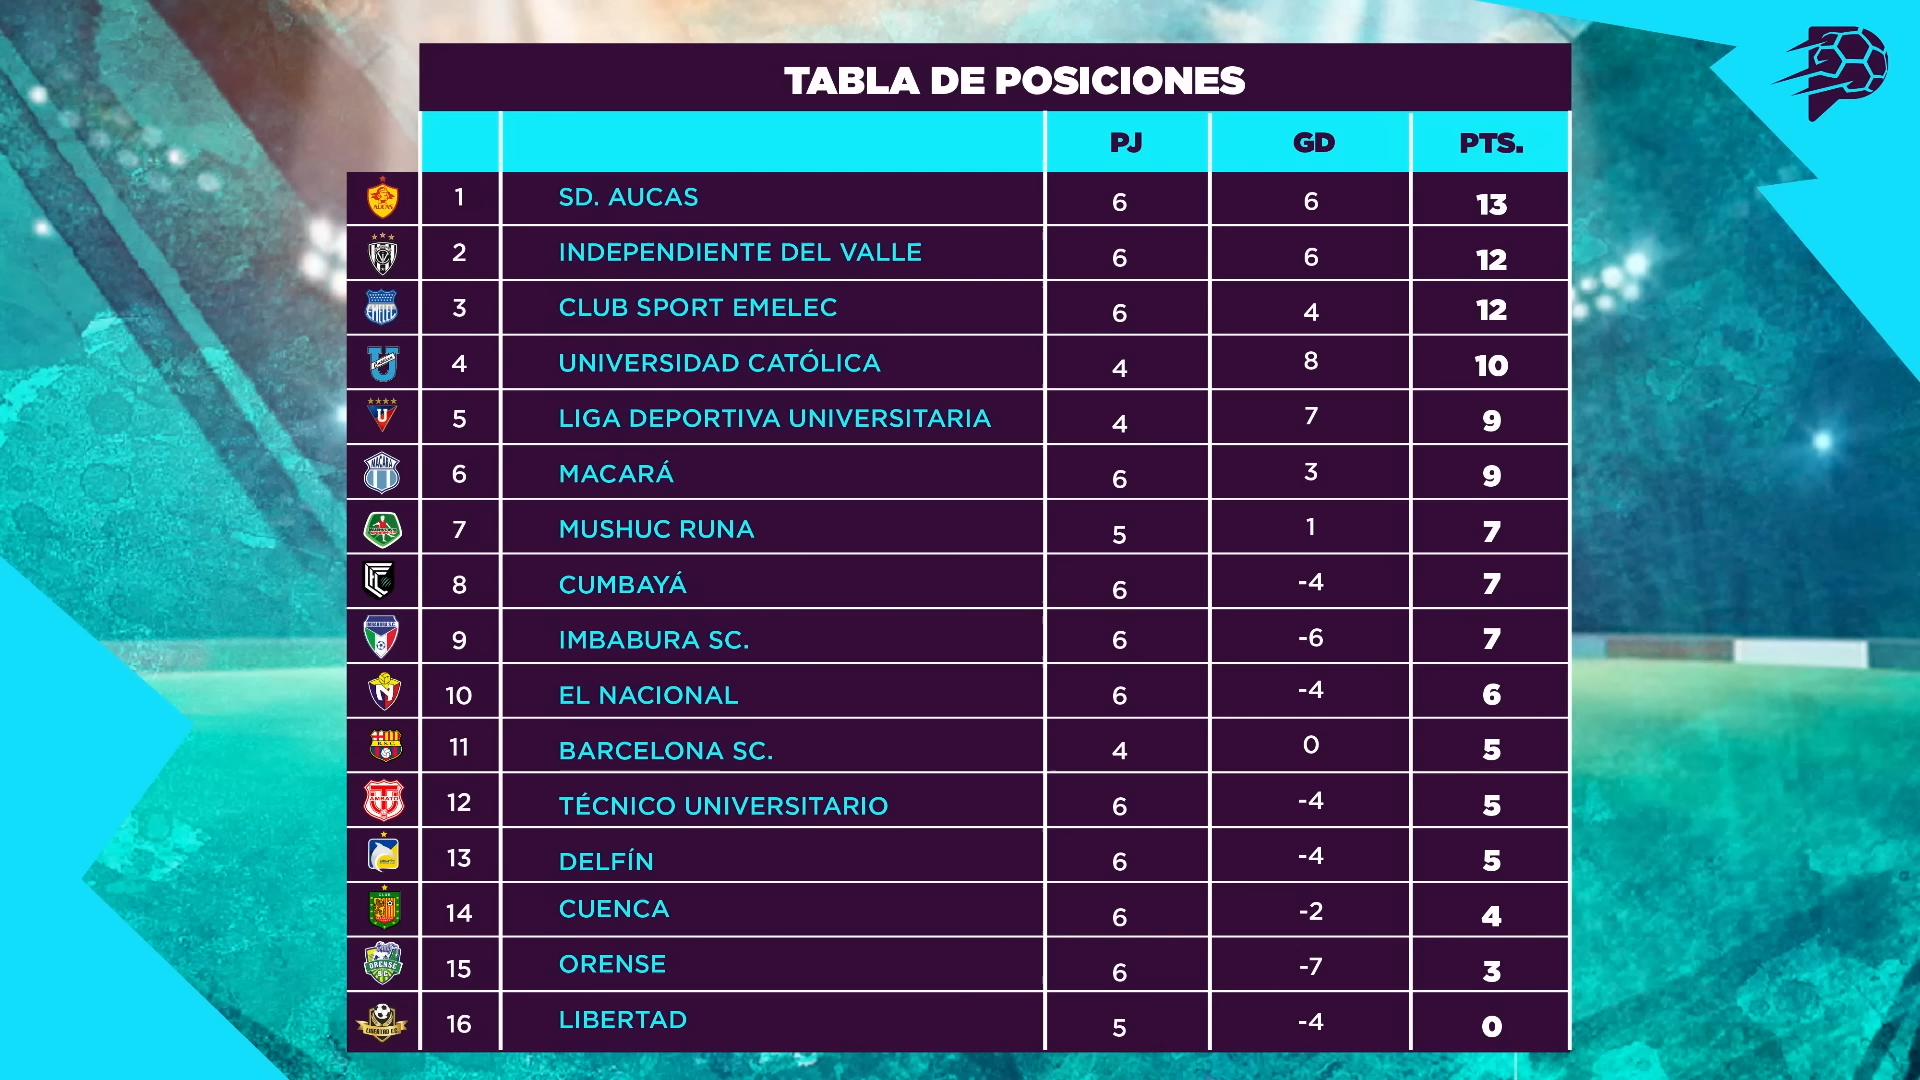 TABLA DE POSICIONES
PJ GD PTS.
1 SD. AUCAS 6 6 13
2 INDEPENDIENTE DEL VALLE 6 6 12
3 CLUB SPORT EMELEC 6 4 12
4 UNIVERSIDAD CATÓLICA 4 8 10
5 LIGA DEPORTIVA UNIVERSITARIA 4 7 9
6 MACARÁ 6 3 9
7 MUSHUC RUNA 5 1 7
8 CUMBAYÁ 6 -4 7
9 IMBABURA SC. 6 -6 7
10 EL NACIONAL 6 -4 6
11 BARCELONA SC. 4 0 5
12 TÉCNICO UNIVERSITARIO 6 -4 5
13 DELFÍN 6 -4 5
14 CUENCA 6 -2 4
15 ORENSE 6 -7 3
16 LIBERTAD 5 -4 0